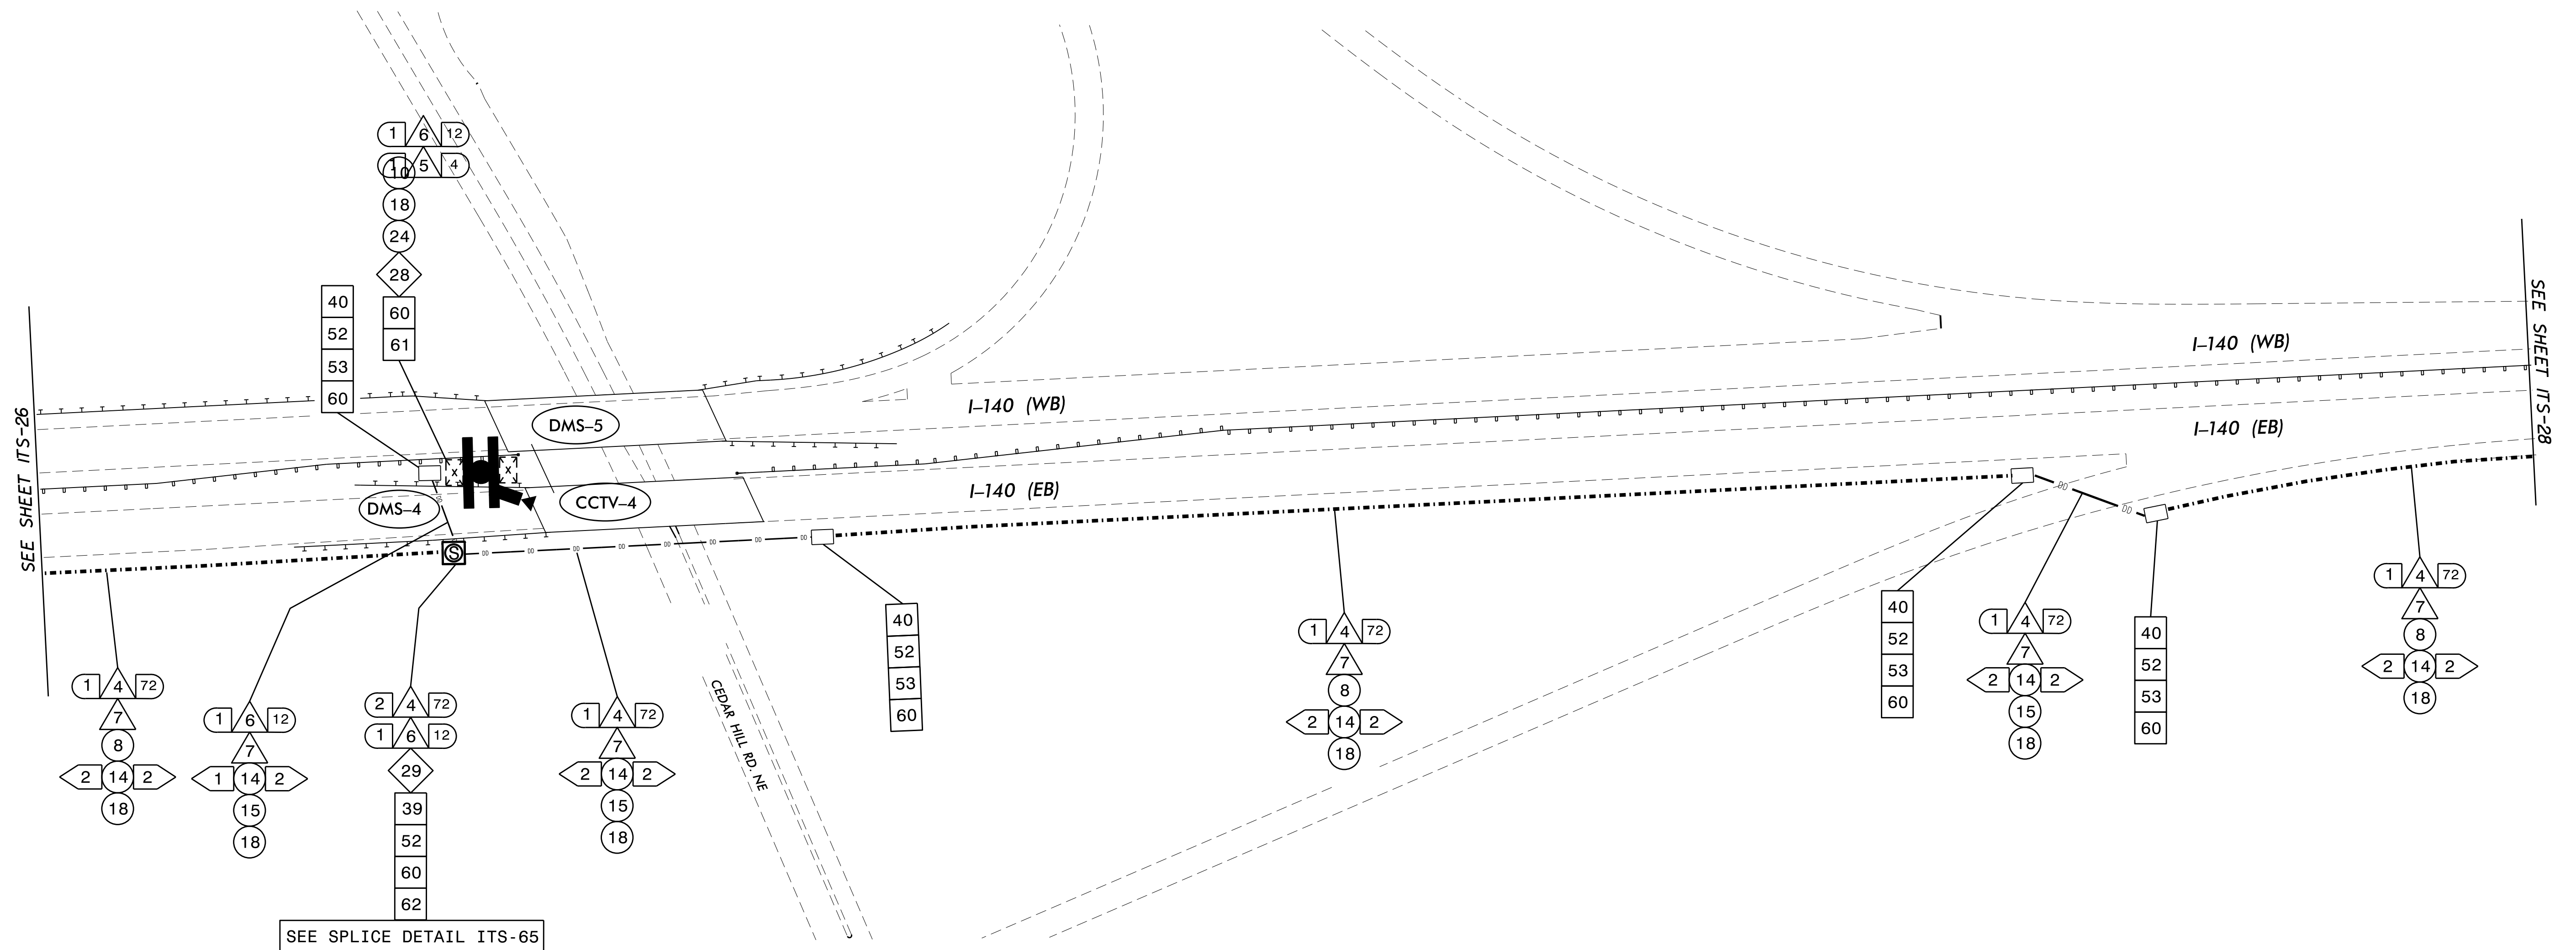 1 6 12
1 5 4
10
18
24
28
60
61
40
52
53
60
SEE SHEET ITS-26
SEE SHEET ITS-28
I-140 (WB)
DMS-5
I-140 (WB)
I-140 (EB)
X X
DMS-4
CCTV-4
I-140 (EB)
S
CEDAR HILL RD. NE
1 4 72
7
8
2 14 2
18
1 6 12
7
1 14 2
15
18
2 4 72
1 6 12
29
39
52
60
62
SEE SPLICE DETAIL ITS-65
1 4 72
7
2 14 2
15
18
40
52
53
60
1 4 72
7
8
2 14 2
18
40
52
53
60
1 4 72
7
2 14 2
15
18
40
52
53
60
1 4 72
7
8
2 14 2
18